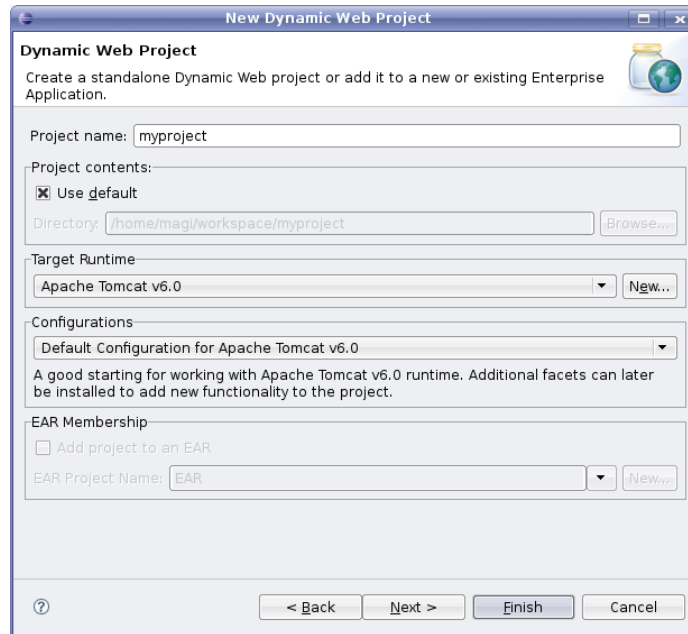 New Dynamic Web Project
Dynamic Web Project
Create a standalone Dynamic Web project or add it to a new or existing Enterprise
Application.
Project name: myproject
Project contents:
Use default
Directory: /home/magi/workspace/myproject Browse...
Target Runtime
Apache Tomcat v6.0 New...
Configurations
Default Configuration for Apache Tomcat v6.0
A good starting for working with Apache Tomcat v6.0 runtime. Additional facets can later
be installed to add new functionality to the project.
EAR Membership
Add project to an EAR
EAR Project Name: EAR New...
? < Back Next > Finish Cancel